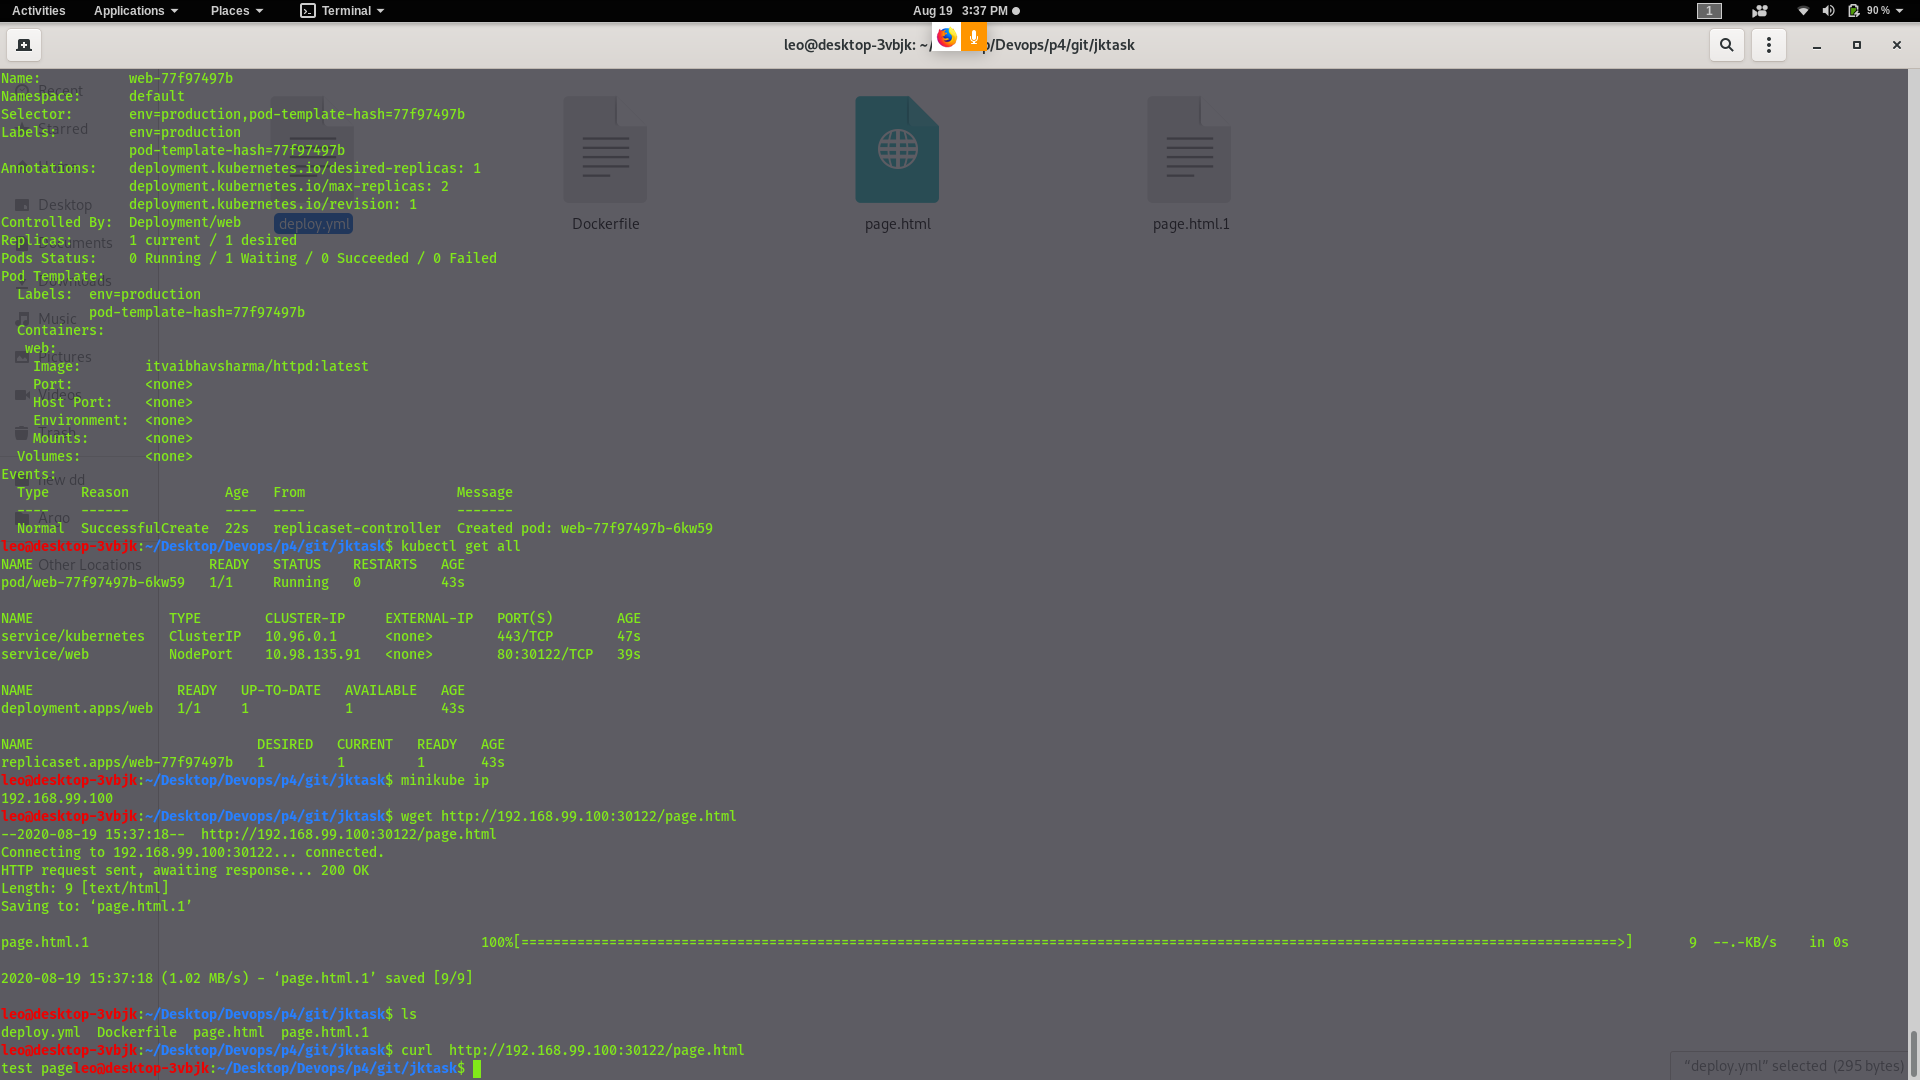 Activities Applications Places Terminal Aug 19 3:37 PM 1 90 %
leo@desktop-3vbjk: ~/ p/Devops/p4/git/jktask
Name: web-77f97497b
Recent
Namespace: default
Selector: env=production,pod-template-hash=77f97497b
Starred
Labels: env=production
pod-template-hash=77f97497b
Annotations: deployment.kubernetes.io/desired-replicas: 1
deployment.kubernetes.io/max-replicas: 2
deployment.kubernetes.io/revision: 1
Desktop
Controlled By: Deployment/web
deploy.yml Dockerfile page.html page.html.1
Replicas: 1 current / 1 desired
Documents
Pods Status: 0 Running / 1 Waiting / 0 Succeeded / 0 Failed
Pod Template:
Downloads
Labels: env=production
pod-template-hash=77f97497b
Music
Containers:
web:
Pictures
Image: itvaibhavsharma/httpd:latest
Port: <none>
Videos
Host Port: <none>
Environment: <none>
Trash
Mounts: <none>
Volumes: <none>
Events:
new dd
Type Reason Age From Message
---- ------ ---- ---- -------
Argo
Normal SuccessfulCreate 22s replicaset-controller Created pod: web-77f97497b-6kw59
leo@desktop-3vbjk:~/Desktop/Devops/p4/git/jktask$ kubectl get all
NAME READY STATUS RESTARTS AGE
Other Locations
pod/web-77f97497b-6kw59 1/1 Running 0 43s
NAME TYPE CLUSTER-IP EXTERNAL-IP PORT(S) AGE
service/kubernetes ClusterIP 10.96.0.1 <none> 443/TCP 47s
service/web NodePort 10.98.135.91 <none> 80:30122/TCP 39s
NAME READY UP-TO-DATE AVAILABLE AGE
deployment.apps/web 1/1 1 1 43s
NAME DESIRED CURRENT READY AGE
replicaset.apps/web-77f97497b 1 1 1 43s
leo@desktop-3vbjk:~/Desktop/Devops/p4/git/jktask$ minikube ip
192.168.99.100
leo@desktop-3vbjk:~/Desktop/Devops/p4/git/jktask$ wget http://192.168.99.100:30122/page.html
--2020-08-19 15:37:18-- http://192.168.99.100:30122/page.html
Connecting to 192.168.99.100:30122... connected.
HTTP request sent, awaiting response... 200 OK
Length: 9 [text/html]
Saving to: ‘page.html.1’
page.html.1 100%[=========================================================================================================================================>] 9 --.-KB/s in 0s
2020-08-19 15:37:18 (1.02 MB/s) - ‘page.html.1’ saved [9/9]
leo@desktop-3vbjk:~/Desktop/Devops/p4/git/jktask$ ls
deploy.yml Dockerfile page.html page.html.1
leo@desktop-3vbjk:~/Desktop/Devops/p4/git/jktask$ curl http://192.168.99.100:30122/page.html
test pageleo@desktop-3vbjk:~/Desktop/Devops/p4/git/jktask$
"deploy.yml" selected (295 bytes)